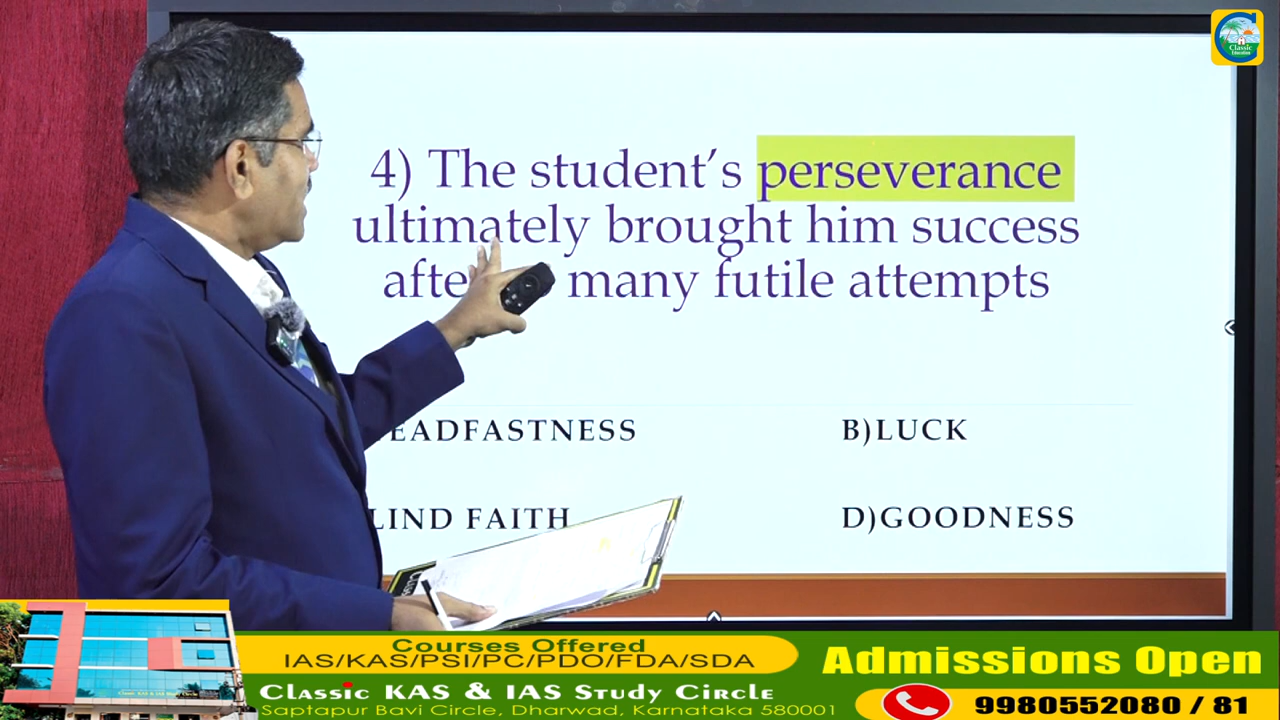 Classic
Education
4) The student's perseverance
ultimately brought him success
many futile attempts
B)LUCK
FAITH
D)GOODNESS
Courses Offered
IAS/KAS/PSI/PC/PDO/FDA/SDA
Classic KAS & IAS Study Circle
Saptapur Bavi Circle, Dharwad, Karnataka 580001
Admissions Open
9980552080 / 81